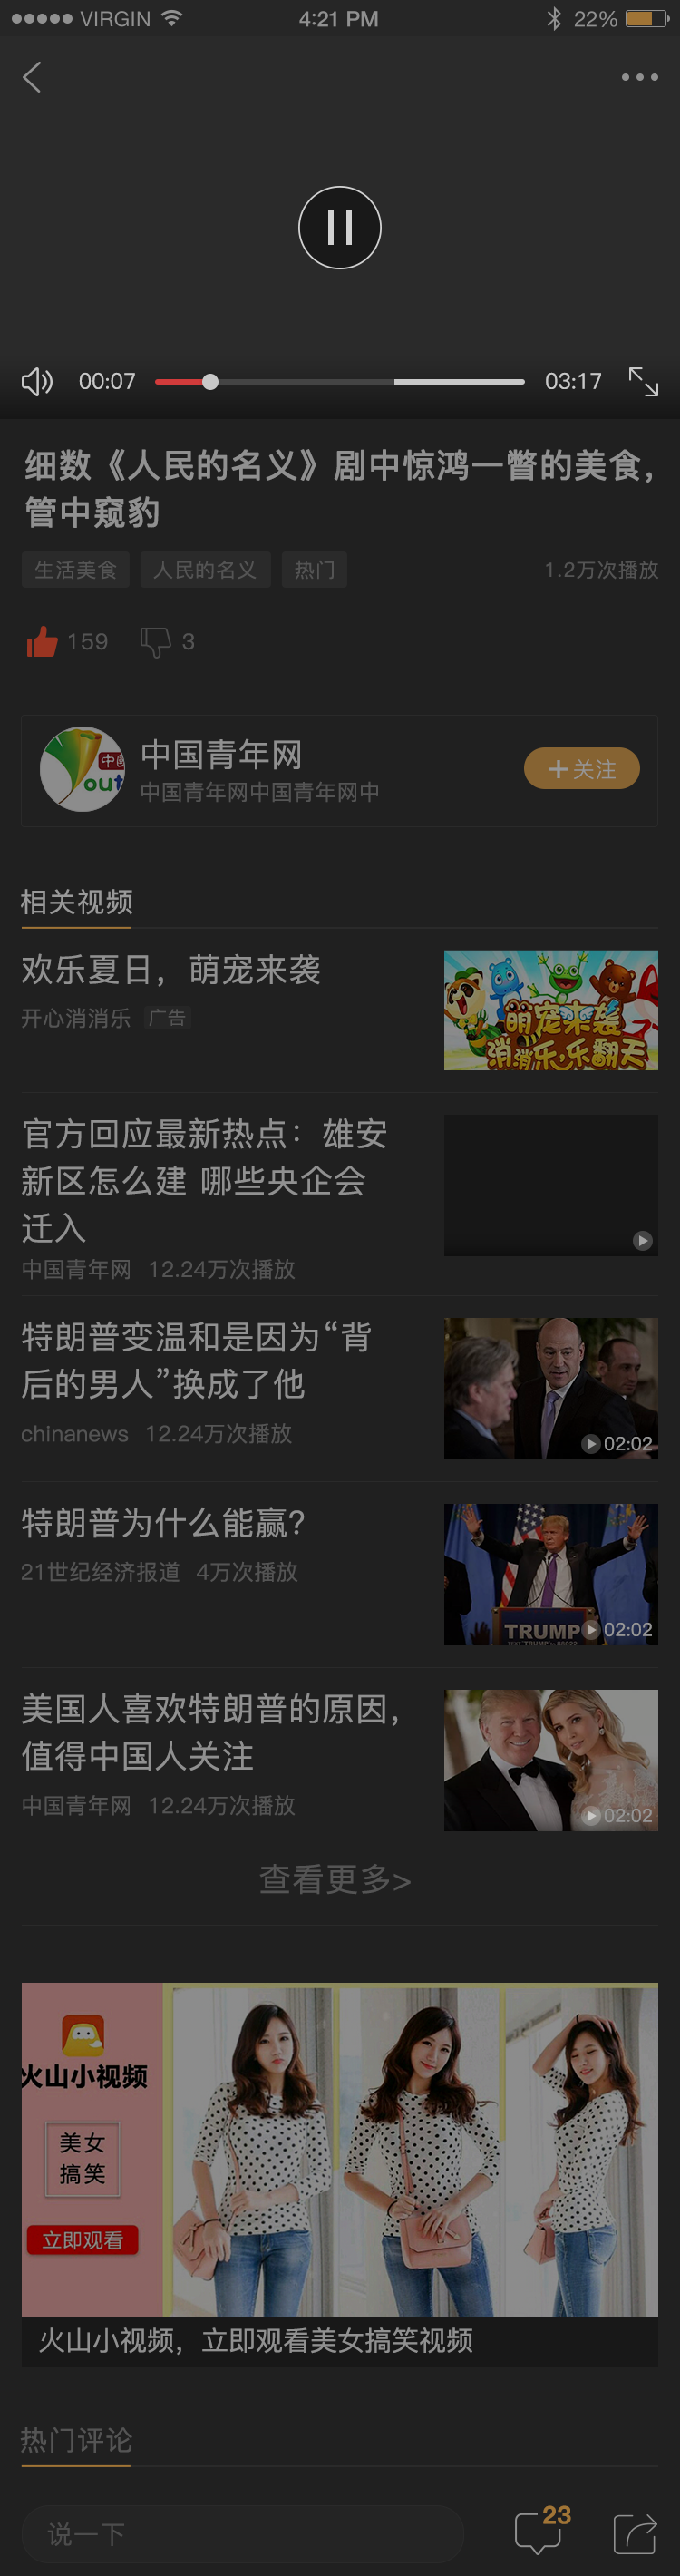 VIRGIN 4:21 PM 22%
00:07 03:17
细数《人民的名义》剧中惊鸿一瞥的美食，
管中窥豹
生活美食 人民的名义 热门 1.2万次播放
159 3
中国青年网
中国青年网中国青年网中
+关注
相关视频
欢乐夏日，萌宠来袭
开心消消乐 广告
萌宠来袭
消消乐，乐翻天
官方回应最新热点：雄安
新区怎么建 哪些央企会
迁入
中国青年网 12.24万次播放
特朗普变温和是因为“背
后的男人”换成了他
chinanews 12.24万次播放
02:02
特朗普为什么能赢？
21世纪经济报道 4万次播放
TRUMP
02:02
美国人喜欢特朗普的原因，
值得中国人关注
中国青年网 12.24万次播放
02:02
查看更多>
火山小视频
美女
搞笑
立即观看
火山小视频，立即观看美女搞笑视频
热门评论
说一下 23